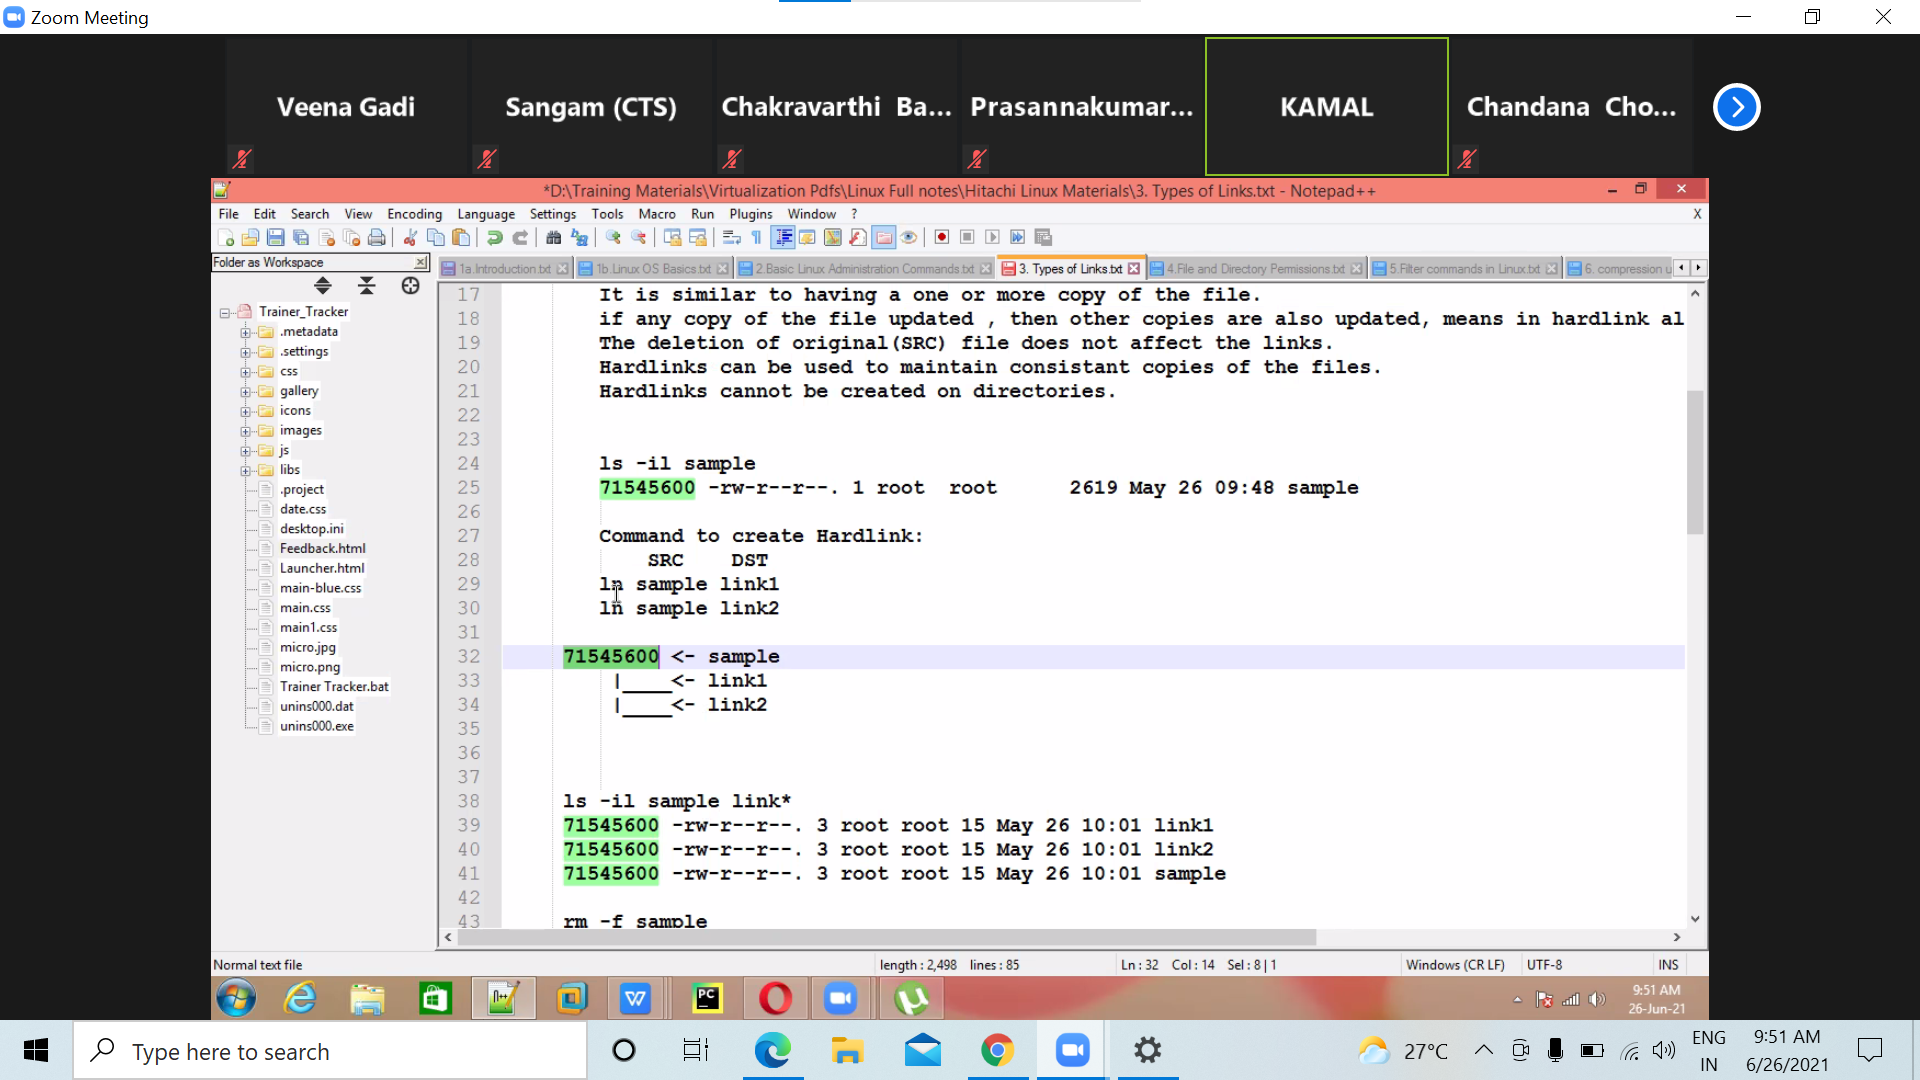 Zoom Meeting
Veena Gadi
Sangam (CTS)
Chakravarthi Ba...
Prasannakumar...
KAMAL
Chandana Cho...
*D:\Training Materials\Virtualization Pdfs\Linux Full notes\Hitachi Linux Materials\3. Types of Links.txt - Notepad++
File Edit Search View Encoding Language Settings Tools Macro Run Plugins Window ? X
Folder as Workspace
1a.Introduction.txt 1b.Linux OS Basics.txt 2.Basic Linux Administration Commands.txt 3. Types of Links.txt 4.File and Directory Permissions.txt 5.Filter commands in Linux.txt 6. compression u
Trainer_Tracker
.metadata
.settings
css
gallery
icons
images
js
libs
.project
date.css
desktop.ini
Feedback.html
Launcher.html
main-blue.css
main.css
main1.css
micro.jpg
micro.png
Trainer Tracker.bat
unins000.dat
unins000.exe
17 It is similar to having a one or more copy of the file.
18 if any copy of the file updated , then other copies are also updated, means in hardlink al
19 The deletion of original(SRC) file does not affect the links.
20 Hardlinks can be used to maintain consistant copies of the files.
21 Hardlinks cannot be created on directories.
22
23
24 ls -il sample
25 71545600 -rw-r--r--. 1 root root 2619 May 26 09:48 sample
26
27 Command to create Hardlink:
28 SRC DST
29 ln sample link1
30 ln sample link2
31
32 71545600 <- sample
33 |____<- link1
34 |____<- link2
35
36
37
38 ls -il sample link*
39 71545600 -rw-r--r--. 3 root root 15 May 26 10:01 link1
40 71545600 -rw-r--r--. 3 root root 15 May 26 10:01 link2
41 71545600 -rw-r--r--. 3 root root 15 May 26 10:01 sample
42
43 rm -f sample
Normal text file length : 2,498 lines : 85 Ln : 32 Col : 14 Sel : 8 | 1 Windows (CR LF) UTF-8 INS
9:51 AM
26-Jun-21
Type here to search
27°C
ENG
IN
9:51 AM
6/26/2021